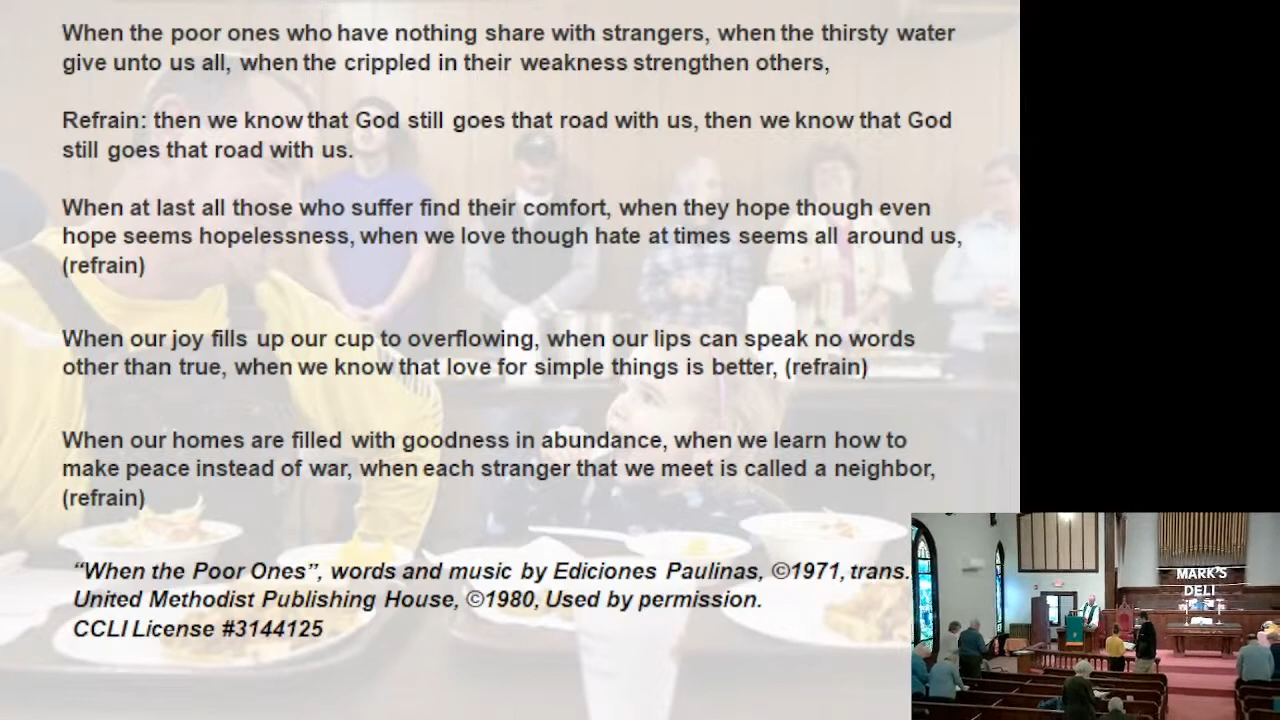 When the poor ones who have nothing share with strangers, when the thirsty water
give unto us all, when the crippled in their weakness strengthen others,
Refrain: then we know that God still goes that road with us, then we know that God
still goes that road with us.
When at last all those who suffer find their comfort, when they hope though even
hope seems hopelessness, when we love though hate at times seems all around us,
(refrain)
When our joy fills up our cup to overflowing, when our lips can speak no words
other than true, when we know that love for simple things is better, (refrain)
When our homes are filled with goodness in abundance, when we learn how to
make peace instead of war, when each stranger that we meet is called a neighbor,
(refrain)
“When the Poor Ones”, words and music by Ediciones Paulinas, ©1971, trans.
United Methodist Publishing House, ©1980, Used by permission.
CCLI License #3144125
MARK'S
DELI